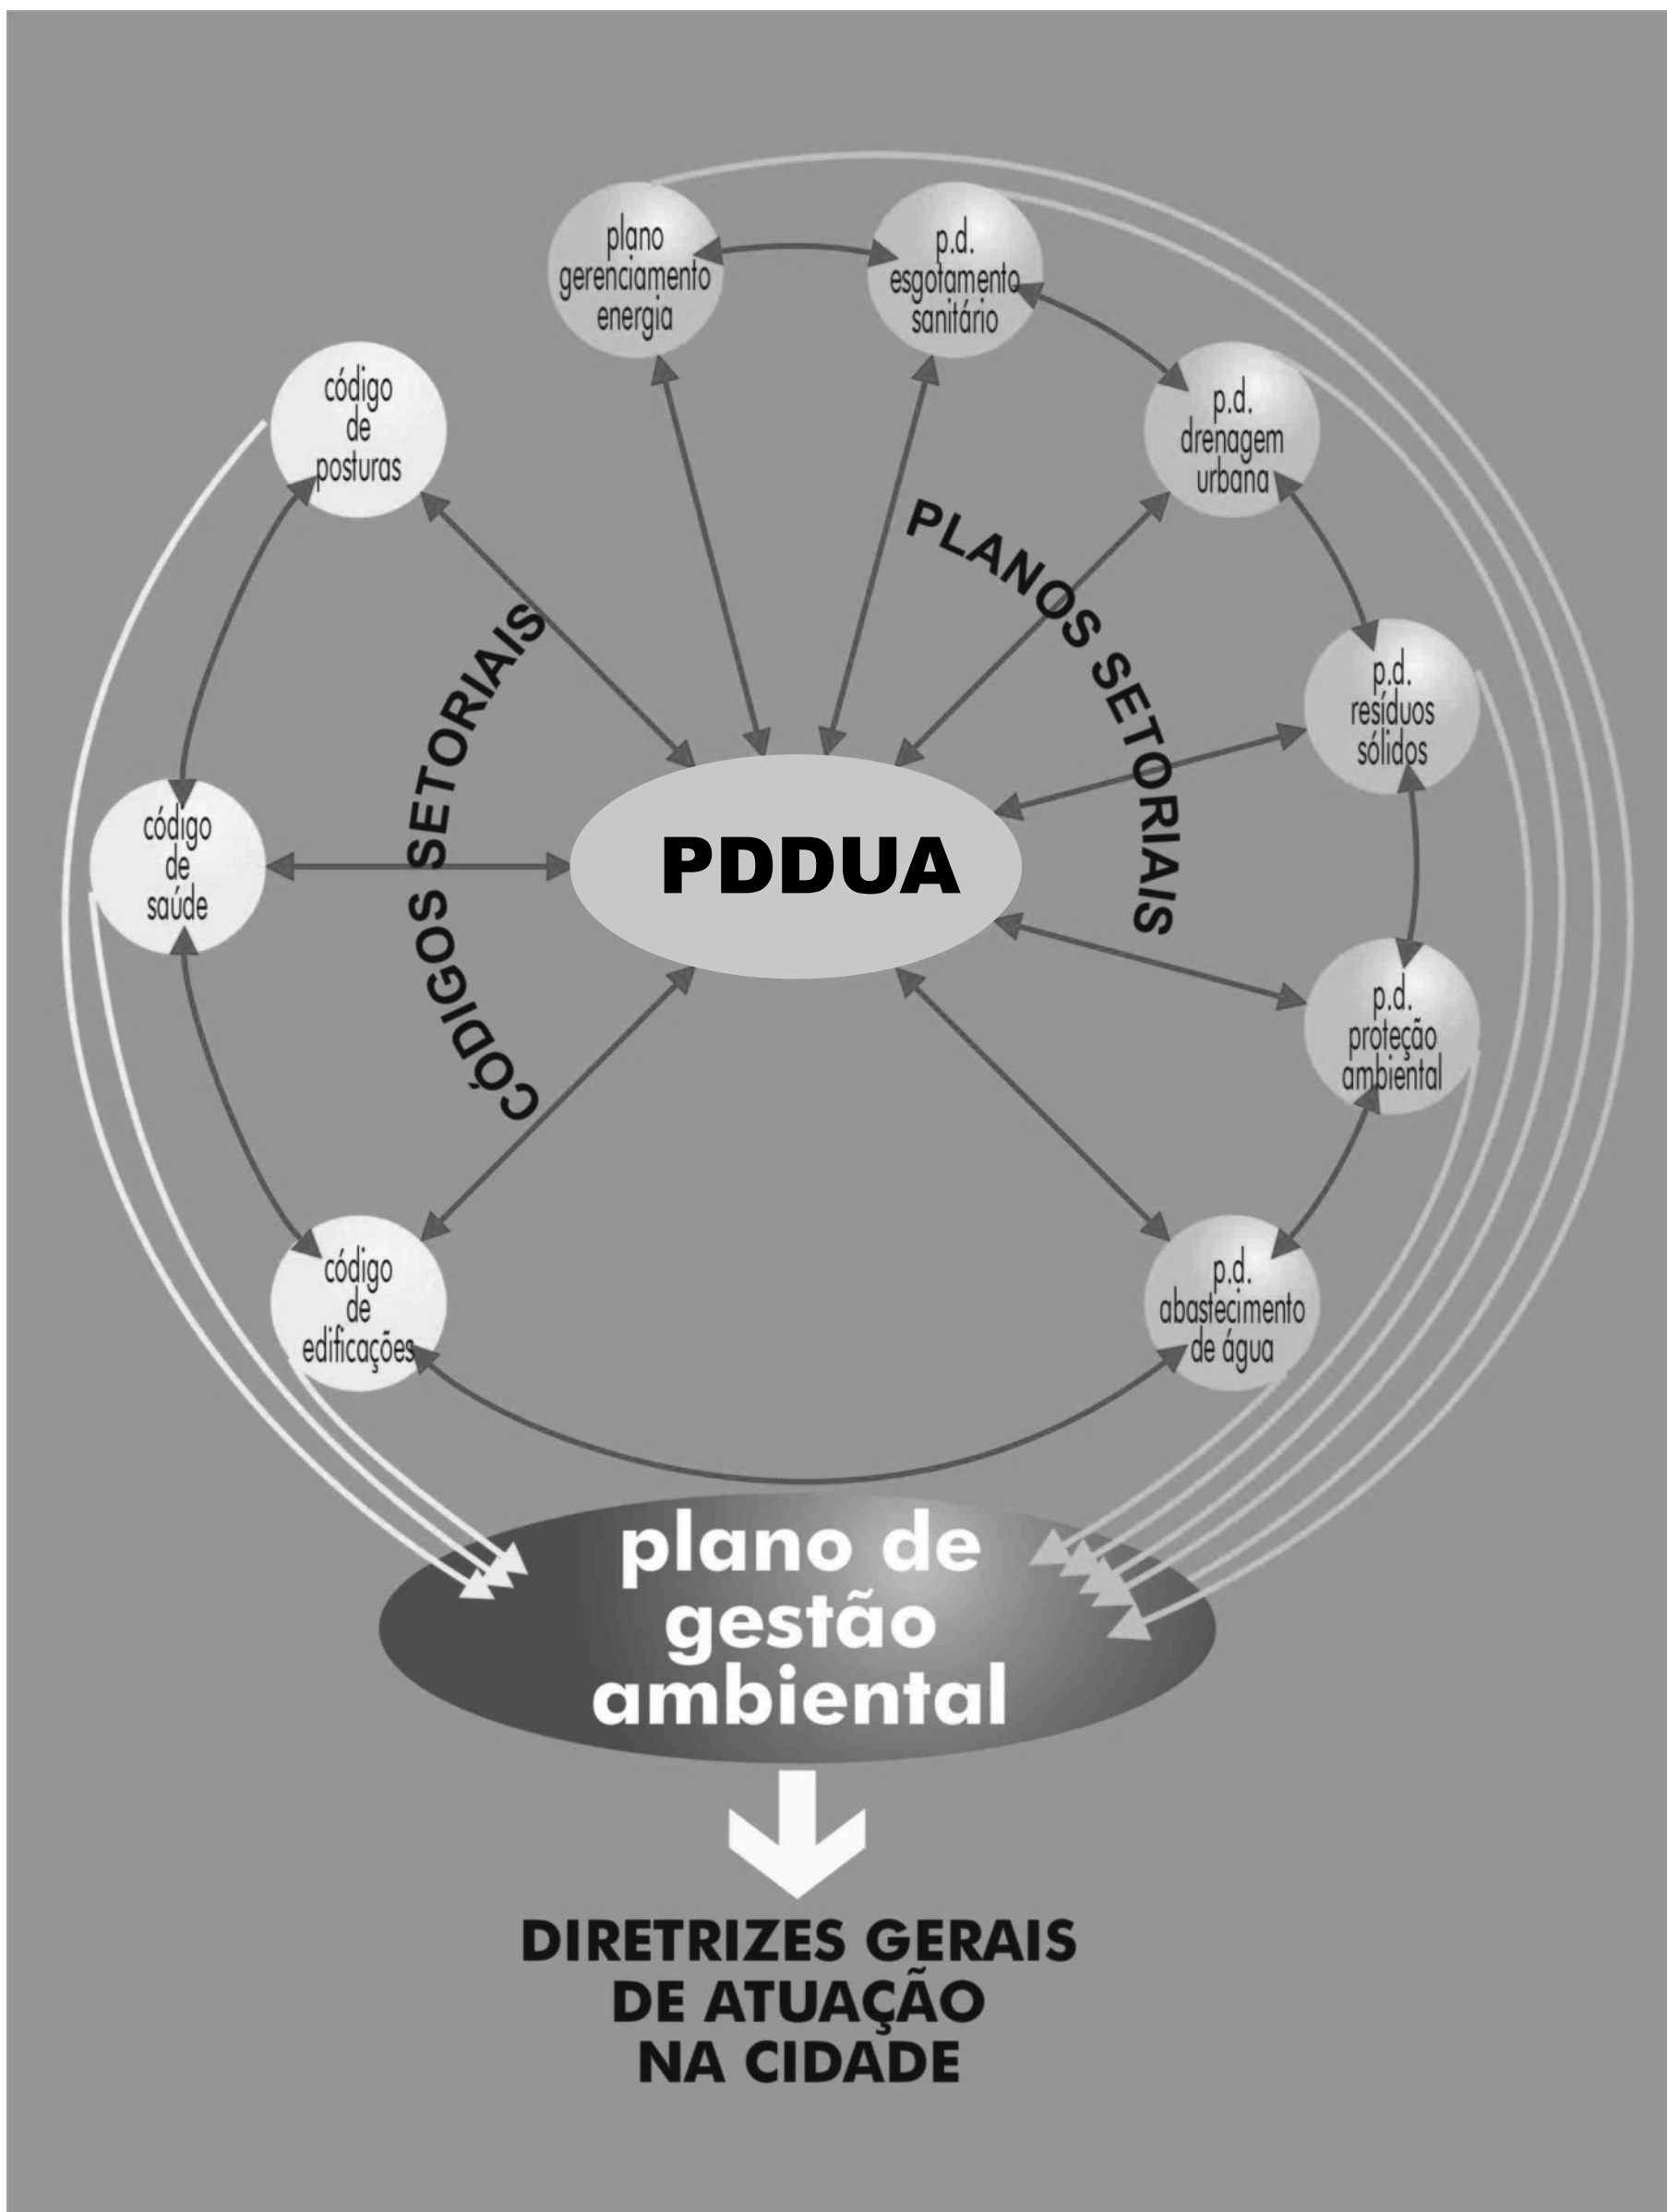 plano
gerenciamento
energia
p.d.
esgotamento
sanitário
código
de
posturas
p.d.
drenagem
urbana
PLANOS SETORIAIS
CÓDIGOS SETORIAIS
p.d.
resíduos
sólidos
código
de
saúde
PDDUA
p.d.
proteção
ambiental
código
de
edificações
p.d.
abastecimento
de água
plano de
gestão
ambiental
DIRETRIZES GERAIS
DE ATUAÇÃO
NA CIDADE